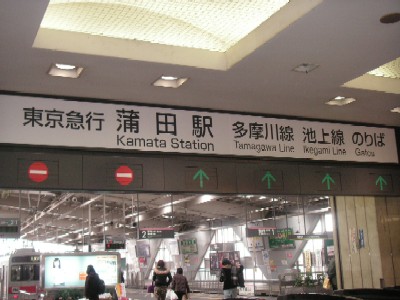 東京急行 蒲田駅 多摩川線 池上線 のりば
Kamata Station Tamagawa Line Ikegami Line Gates
2